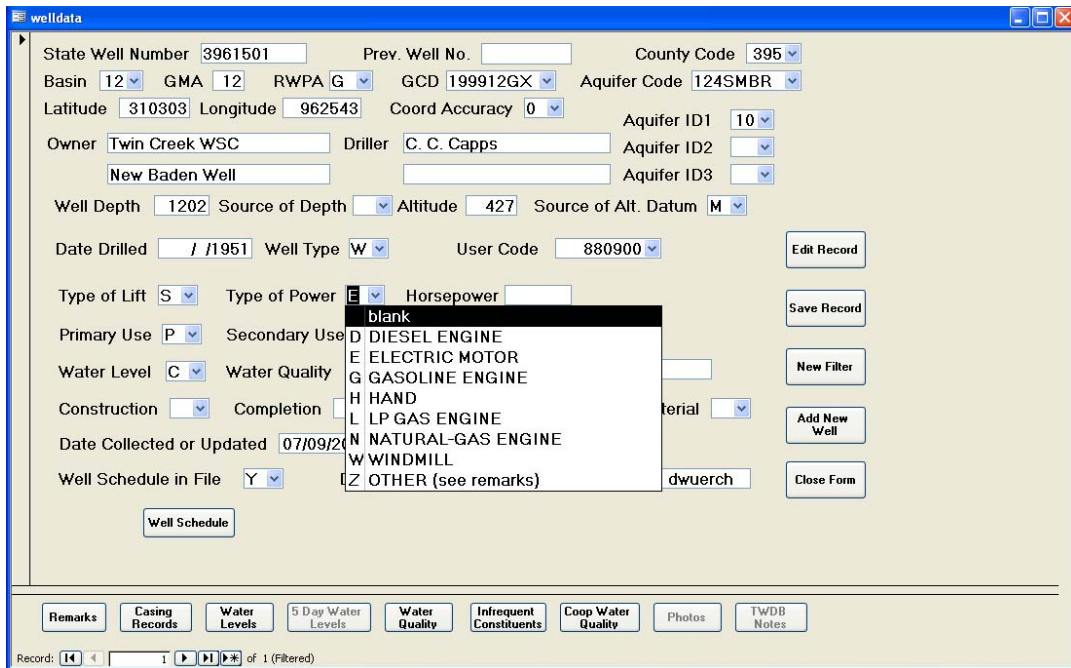 welldata
State Well Number 3961501 Prev. Well No. County Code 395
Basin 12 GMA 12 RWPA G GCD 199912GX Aquifer Code 124SMBR
Latitude 310303 Longitude 962543 Coord Accuracy 0
Aquifer ID1 10
Owner Twin Creek WSC Driller C. C. Capps
Aquifer ID2
New Baden Well Aquifer ID3
Well Depth 1202 Source of Depth Altitude 427 Source of Alt. Datum M
Date Drilled / /1951 Well Type W User Code 880900 Edit Record
Type of Lift S Type of Power E Horsepower
blank Save Record
Primary Use P Secondary Use D DIESEL ENGINE
E ELECTRIC MOTOR
Water Level C Water Quality G GASOLINE ENGINE New Filter
H HAND
Construction Completion L LP GAS ENGINE terial Add New Well
Date Collected or Updated 07/09/20 N NATURAL-GAS ENGINE
W WINDMILL
Well Schedule in File Y Z OTHER (see remarks) dwuerch Close Form
Well Schedule
Remarks Casing Records Water Levels 5 Day Water Levels Water Quality Infrequent Constituents Coop Water Quality Photos TWDB Notes
Record: 1 of 1 (Filtered)